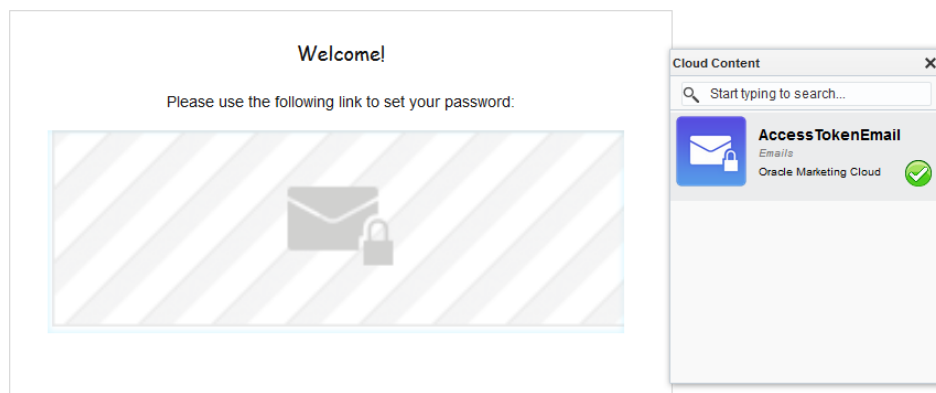 Welcome!
Please use the following link to set your password:
Cloud Content
Start typing to search...
AccessTokenEmail
Emails
Oracle Marketing Cloud